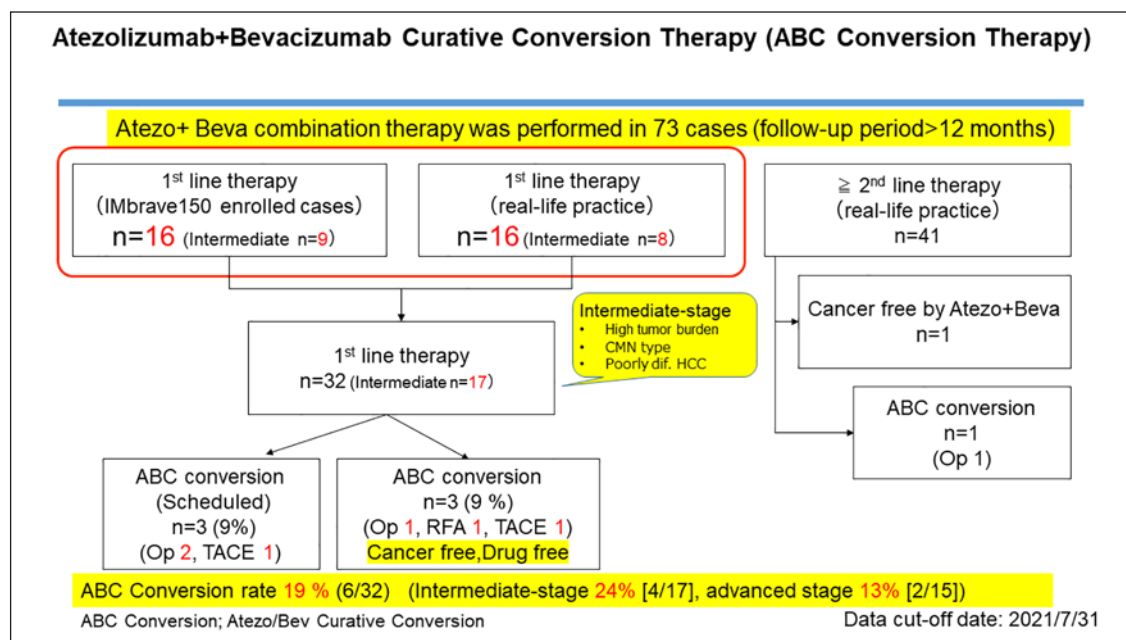 Atezolizumab+Bevacizumab Curative Conversion Therapy (ABC Conversion Therapy)
Atezo+ Beva combination therapy was performed in 73 cases (follow-up period>12 months)
1st line therapy
(IMbrave150 enrolled cases)
n=16 (Intermediate n=9)
1st line therapy
(real-life practice)
n=16 (Intermediate n=8)
≧ 2nd line therapy
(real-life practice)
n=41
Cancer free by Atezo+Beva
n=1
ABC conversion
n=1
(Op 1)
Intermediate-stage
• High tumor burden
• CMN type
• Poorly dif. HCC
1st line therapy
n=32 (Intermediate n=17)
ABC conversion
(Scheduled)
n=3 (9%)
(Op 2, TACE 1)
ABC conversion
n=3 (9 %)
(Op 1, RFA 1, TACE 1)
Cancer free,Drug free
ABC Conversion rate 19 % (6/32) (Intermediate-stage 24% [4/17], advanced stage 13% [2/15])
ABC Conversion; Atezo/Bev Curative Conversion
Data cut-off date: 2021/7/31